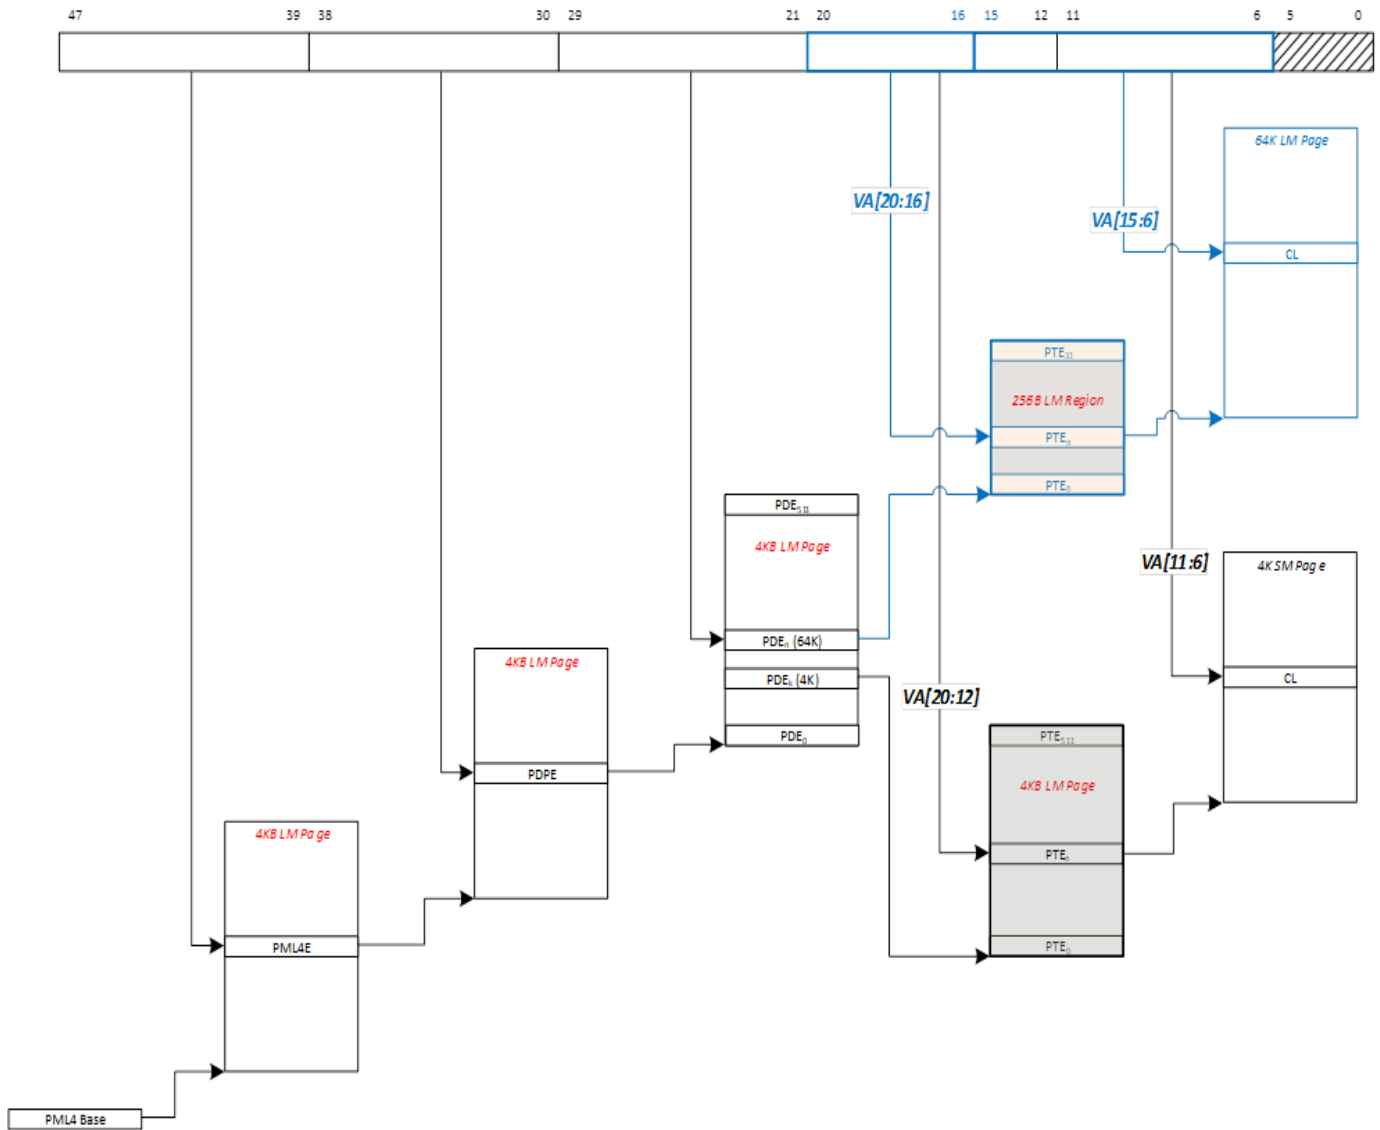 47 39 38 30 29 21 20 16 15 12 11 6 5 0
64K LM Page
VA[20:16]
VA[15:6]
CL
PTE₃₁
256B LM Region
PTEₙ
PTE₀
PDE₅₁₁
4KB LM Page
VA[11:6]
4K SM Page
PDEₙ (64K)
4KB LM Page
PDEₖ (4K)
CL
VA[20:12]
PDE₀
PTE₅₁₁
PDPE
4KB LM Page
4KB LM Page
PTEₙ
PML4E
PTE₀
PML4 Base